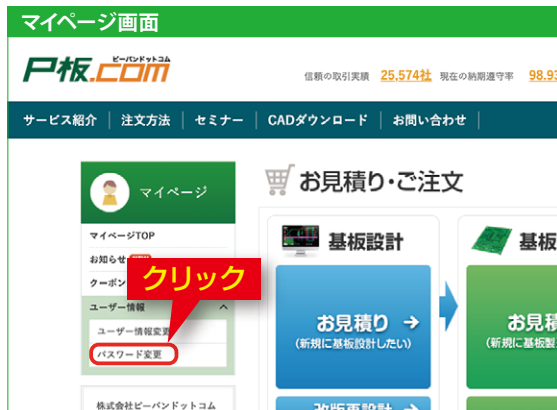 マイページ画面
P板.com
ピーバンドットコム
信頼の取引実績 25,574社 現在の納期遵守率 98.93
サービス紹介 注文方法 セミナー CADダウンロード お問い合わせ
マイページ
お見積り・ご注文
マイページTOP
お知らせ
クーポン
クリック
ユーザー情報
ユーザー情報変更
パスワード変更
株式会社ピーバンドットコム
基板設計
お見積り
(新規に基板設計したい)
改版再設計
基板
お見積
(新規に基板製